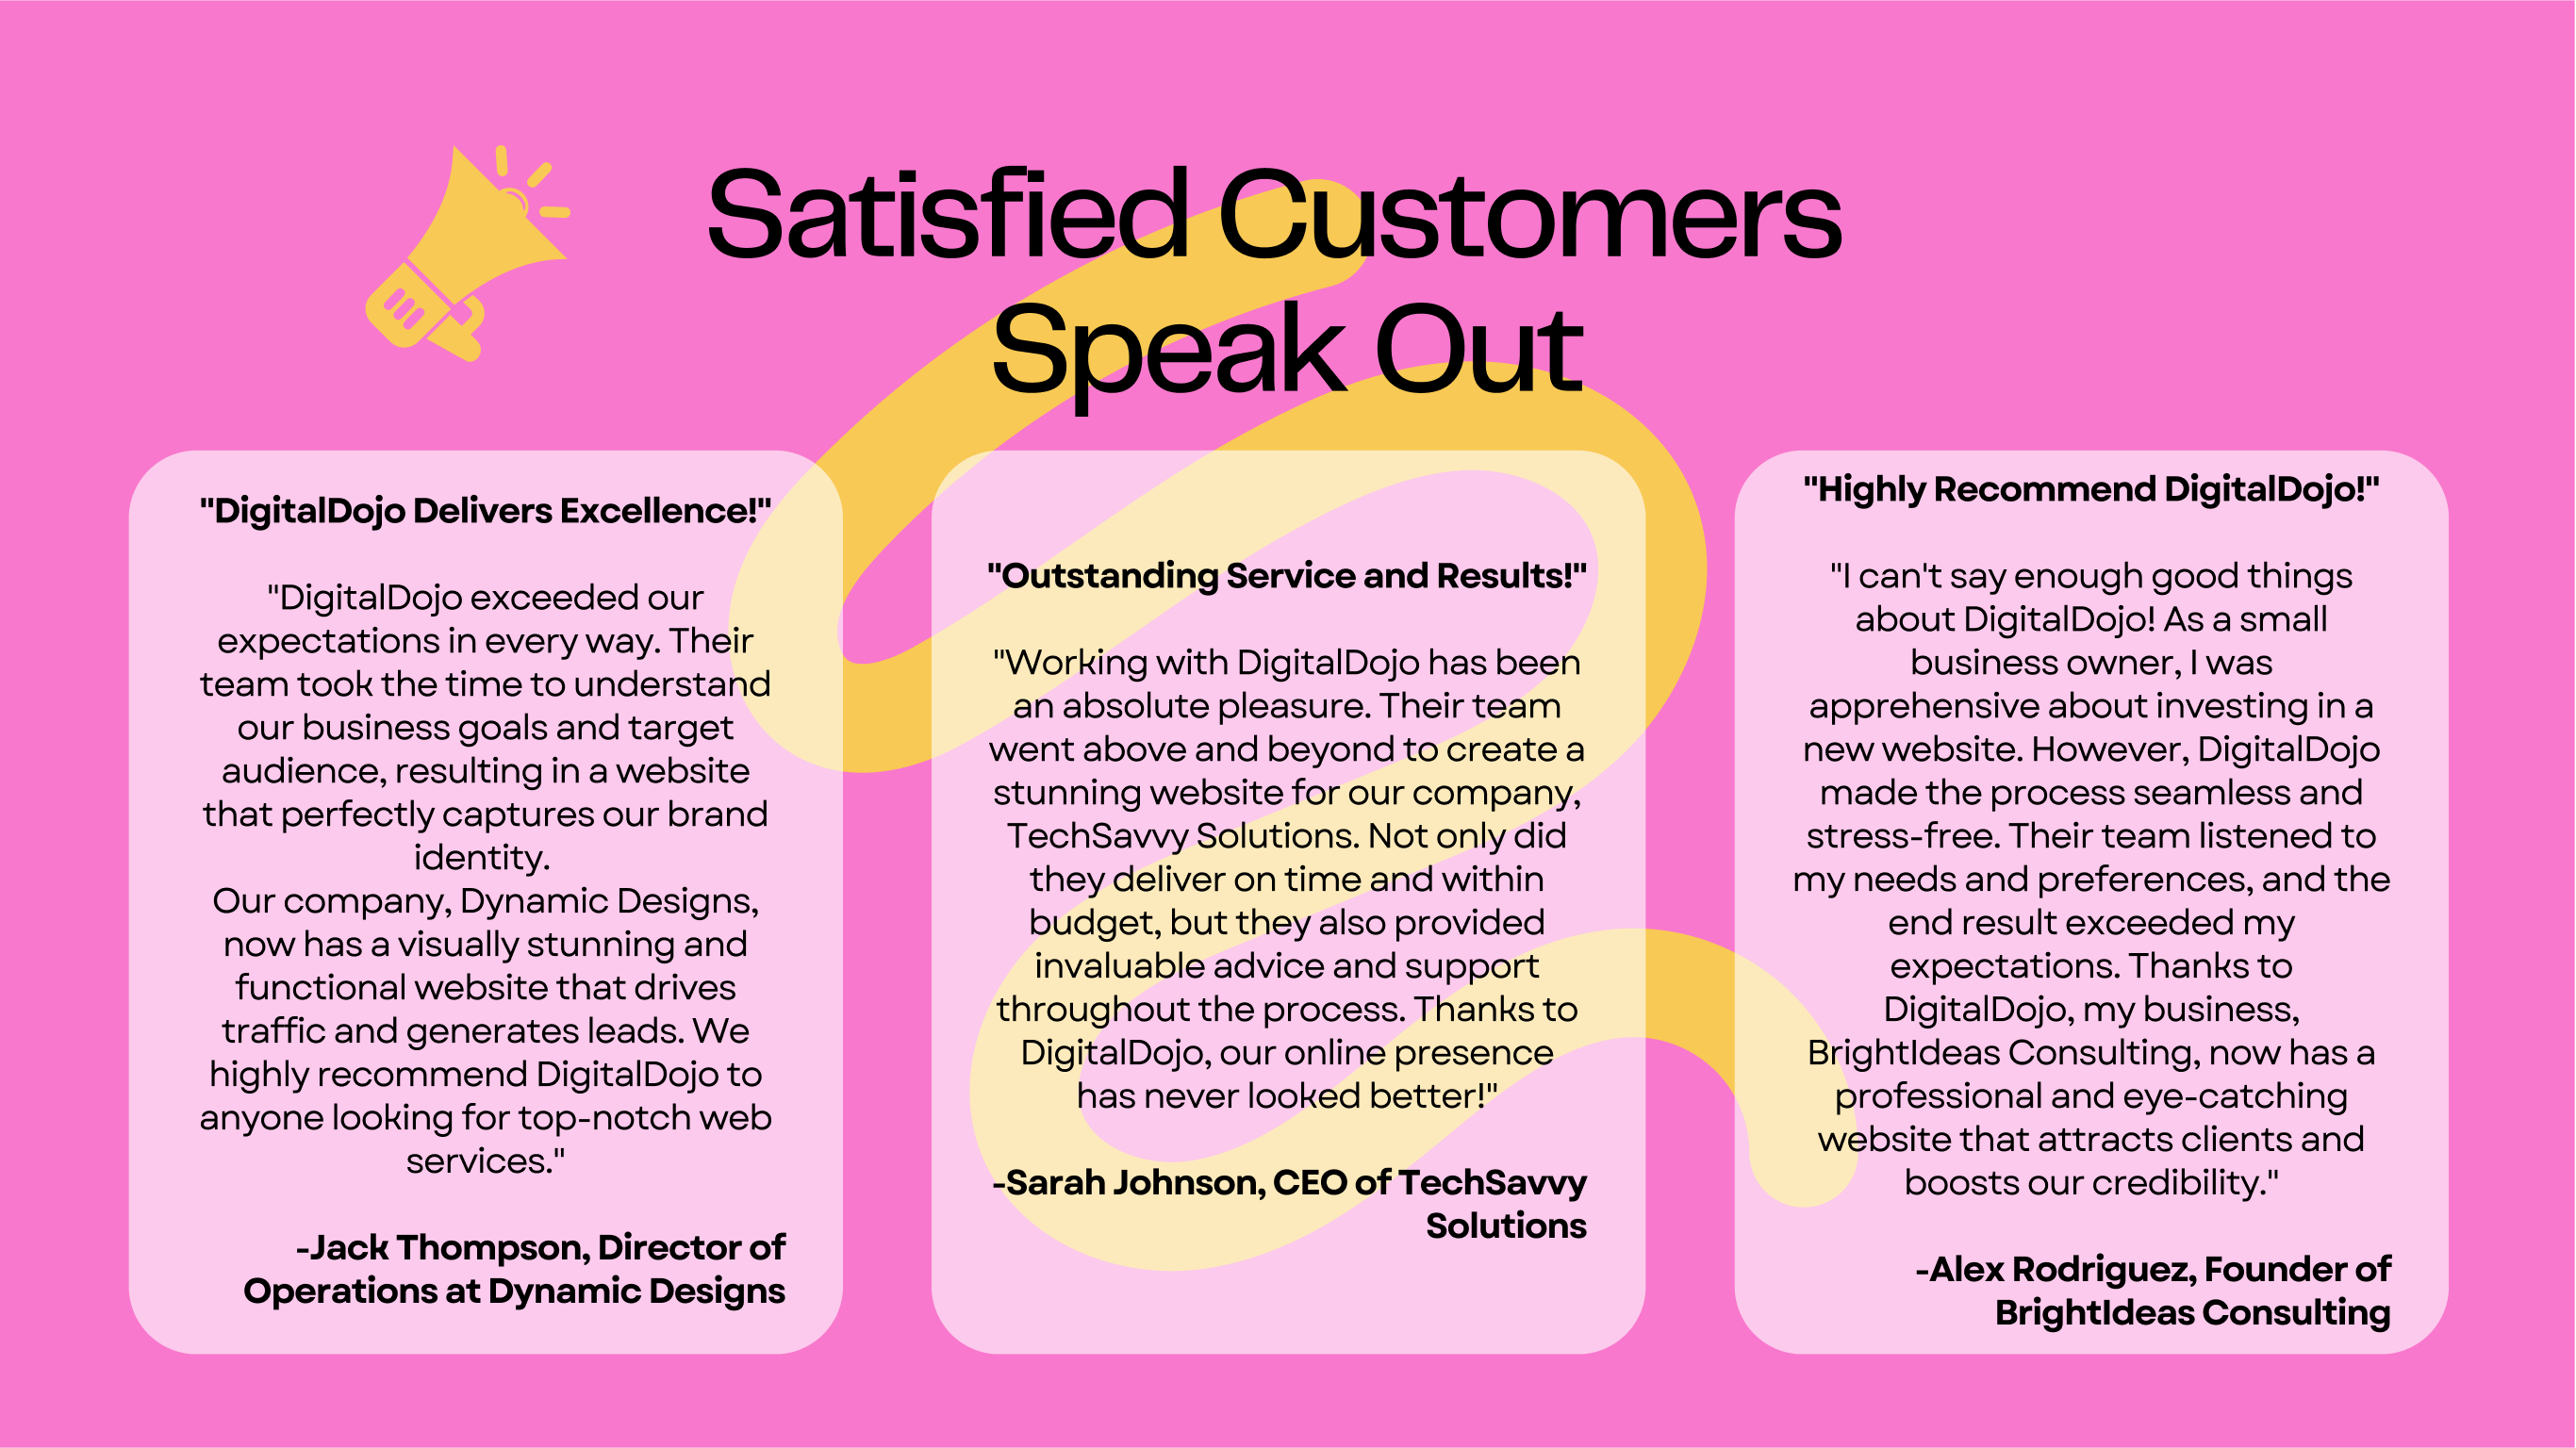 Satisfied Customers
Speak Out
"DigitalDojo Delivers Excellence!"
"DigitalDojo exceeded our
expectations in every way. Their
team took the time to understand
our business goals and target
audience, resulting in a website
that perfectly captures our brand
identity.
Our company, Dynamic Designs,
now has a visually stunning and
functional website that drives
traffic and generates leads. We
highly recommend DigitalDojo to
anyone looking for top-notch web
services."
-Jack Thompson, Director of
Operations at Dynamic Designs
"Outstanding Service and Results!"
"Working with DigitalDojo has been
an absolute pleasure. Their team
went above and beyond to create a
stunning website for our company,
TechSavvy Solutions. Not only did
they deliver on time and within
budget, but they also provided
invaluable advice and support
throughout the process. Thanks to
DigitalDojo, our online presence
has never looked better!"
-Sarah Johnson, CEO of TechSavvy
Solutions
"Highly Recommend DigitalDojo!"
"I can't say enough good things
about DigitalDojo! As a small
business owner, I was
apprehensive about investing in a
new website. However, DigitalDojo
made the process seamless and
stress-free. Their team listened to
my needs and preferences, and the
end result exceeded my
expectations. Thanks to
DigitalDojo, my business,
BrightIdeas Consulting, now has a
professional and eye-catching
website that attracts clients and
boosts our credibility."
-Alex Rodriguez, Founder of
BrightIdeas Consulting